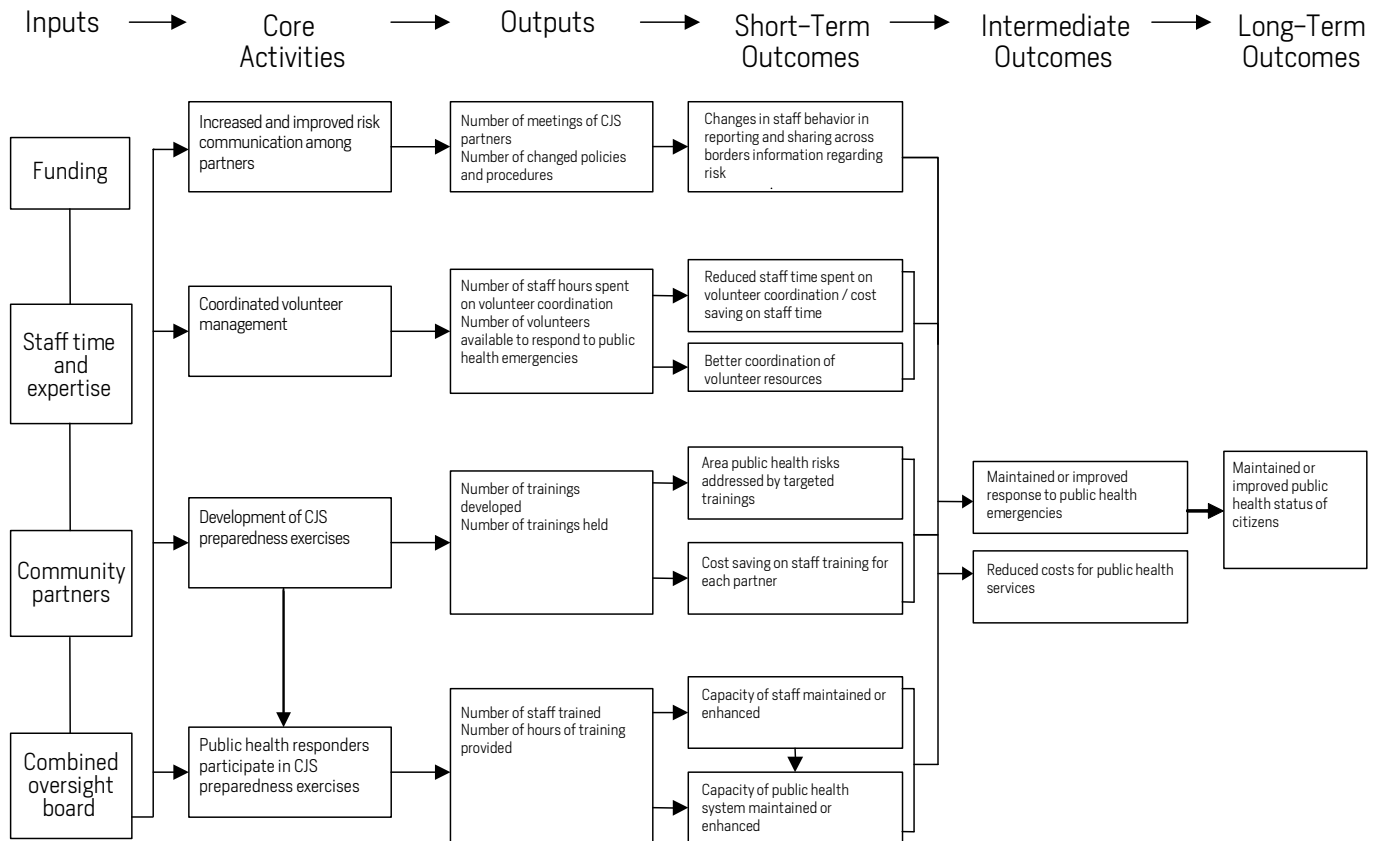 Inputs
Core
Activities
Outputs
Short-Term
Outcomes
Intermediate
Outcomes
Long-Term
Outcomes
Funding
Staff time
and
expertise
Community
partners
Combined
oversight
board
Increased and improved risk
communication among
partners
Number of meetings of CJS
partners
Number of changed policies
and procedures
Changes in staff behavior in
reporting and sharing across
borders information regarding
risk
Coordinated volunteer
management
Number of staff hours spent
on volunteer coordination
Number of volunteers
available to respond to public
health emergencies
Reduced staff time spent on
volunteer coordination / cost
saving on staff time
Better coordination of
volunteer resources
Development of CJS
preparedness exercises
Number of trainings
developed
Number of trainings held
Area public health risks
addressed by targeted
trainings
Cost saving on staff training for
each partner
Public health responders
participate in CJS
preparedness exercises
Number of staff trained
Number of hours of training
provided
Capacity of staff maintained or
enhanced
Capacity of public health
system maintained or
enhanced
Maintained or improved
response to public health
emergencies
Reduced costs for public health
services
Maintained or
improved public
health status of
citizens